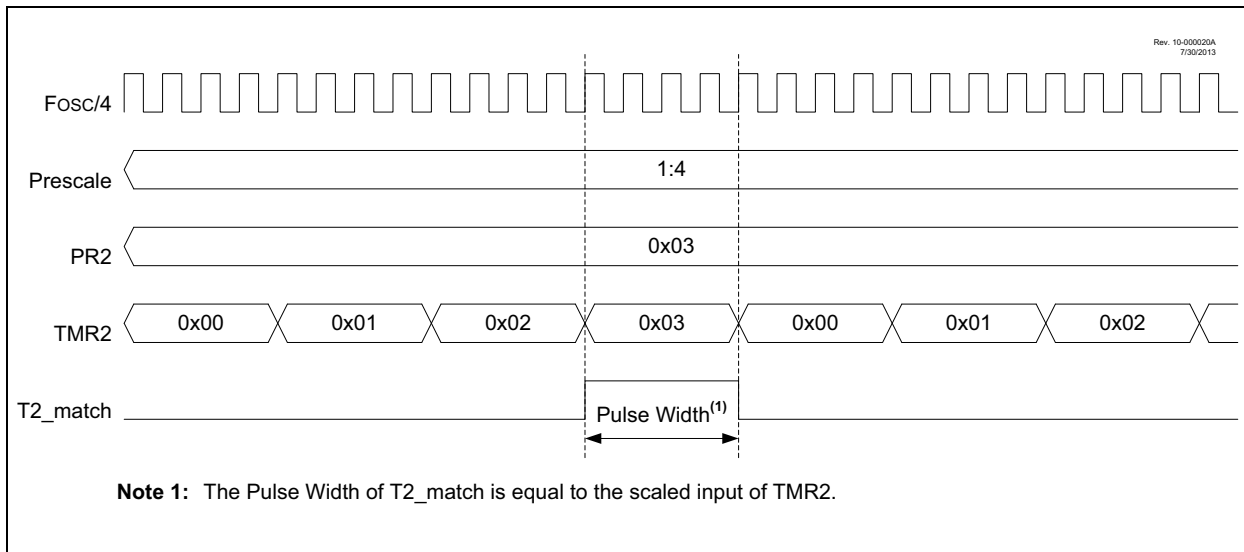 Rev. 10-000020A
7/30/2013
FOSC/4
Prescale
1:4
PR2
0x03
TMR2
0x00 0x01 0x02 0x03 0x00 0x01 0x02
T2_match
Pulse Width(1)
Note 1: The Pulse Width of T2_match is equal to the scaled input of TMR2.